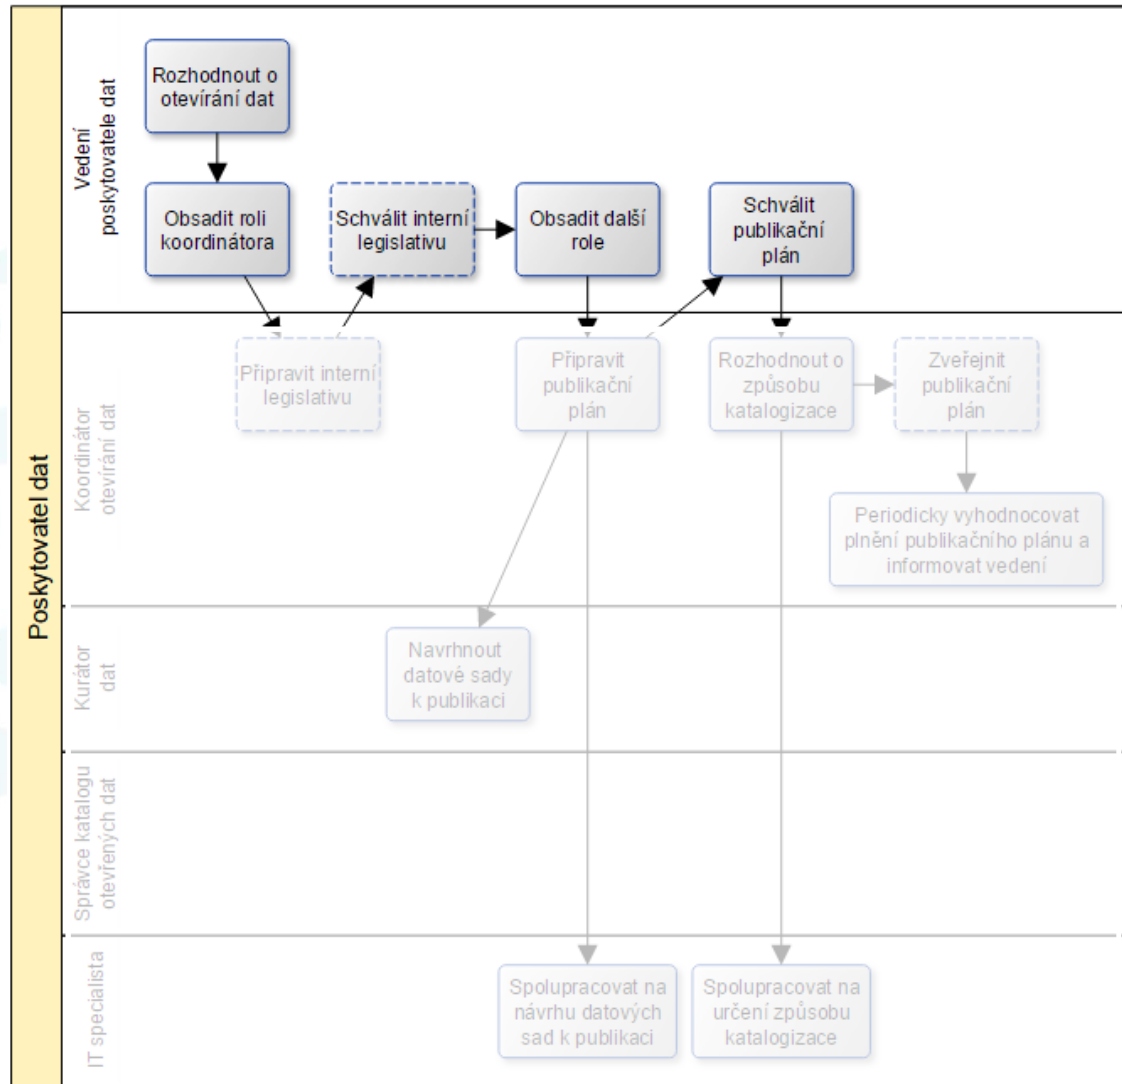 Poskytovatel dat
Vedení
poskytovatele dat
Rozhodnout o
otevírání dat
Obsadit roli
koordinátora
Schválit interní
legislativu
Obsadit další
role
Schválit
publikační
plán
Koordinátor
otevírání dat
Připravit interní
legislativu
Připravit
publikační
plán
Rozhodnout o
způsobu
katalogizace
Zveřejnit
publikační
plán
Periodicky vyhodnocovat
plnění publikačního plánu a
informovat vedení
Kurátor
dat
Navrhnout
datové sady
k publikaci
Správce katalogu
otevřených dat
IT specialista
Spolupracovat na
návrhu datových
sad k publikaci
Spolupracovat na
určení způsobu
katalogizace